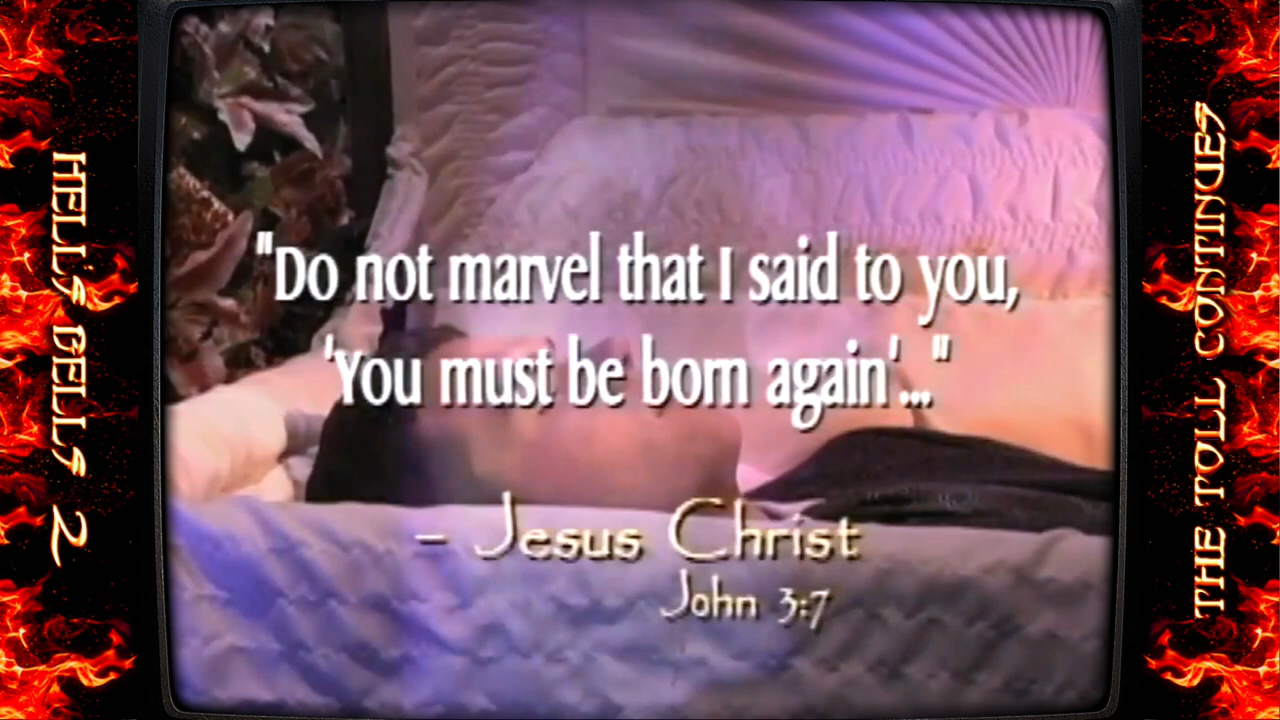 HELL'S BELLS 2
"Do not marvel that I said to you,
'You must be born again'..."
– Jesus Christ
John 3:7
THE TOLL CONTINUES